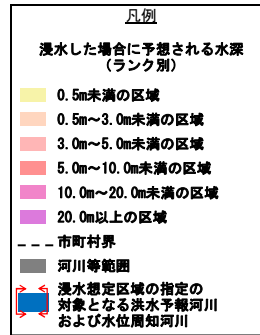 凡例
浸水した場合に予想される水深
(ランク別)
0.5m未満の区域
0.5m～3.0m未満の区域
3.0m～5.0m未満の区域
5.0m～10.0m未満の区域
10.0m～20.0m未満の区域
20.0m以上の区域
市町村界
河川等範囲
浸水想定区域の指定の
対象となる洪水予報河川
および水位周知河川